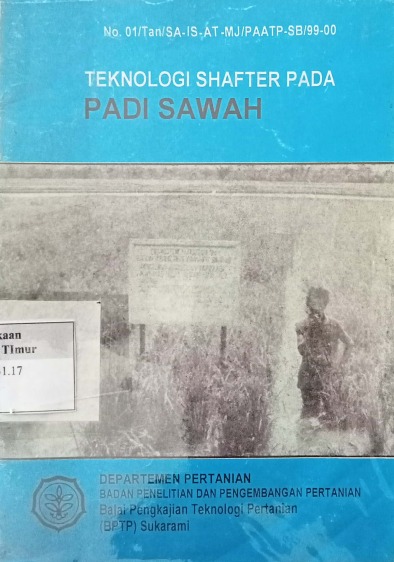 No. 01/Tan/SA-IS-AT-MJ/PAATP-SB/99-00
TEKNOLOGI SHAFTER PADA
PADI SAWAH
kaan
TImur
1.17
DEPARTEMEN PERTANIAN
BADAN PENELITIAN DAN PENGEMBANGAN PERTANIAN
Balai Pengkajian Teknologi Pertanian
(BPTP) Sukarami